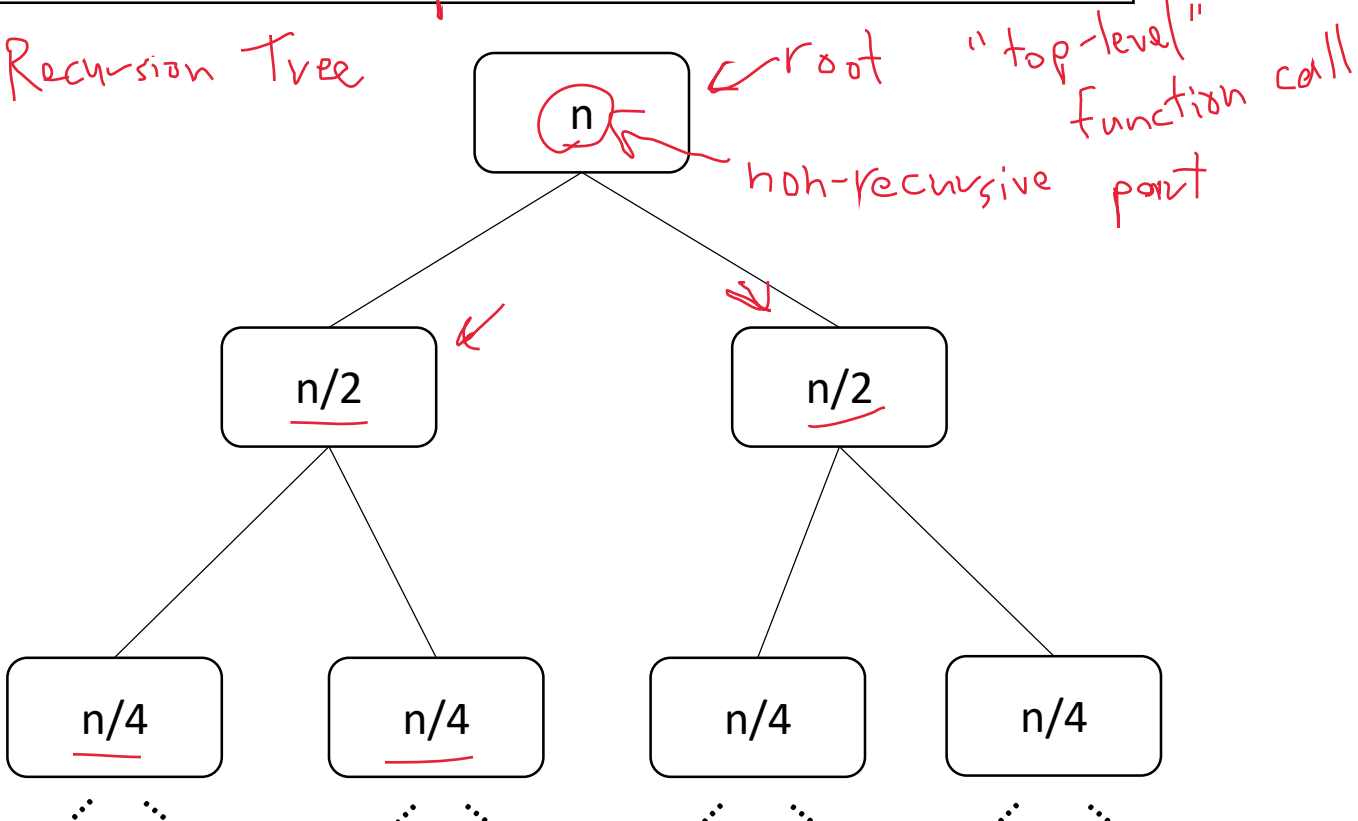 Recursion Tree
root
"top-level"
function call
n
non-recursive part
n/2
n/2
n/4
n/4
n/4
n/4